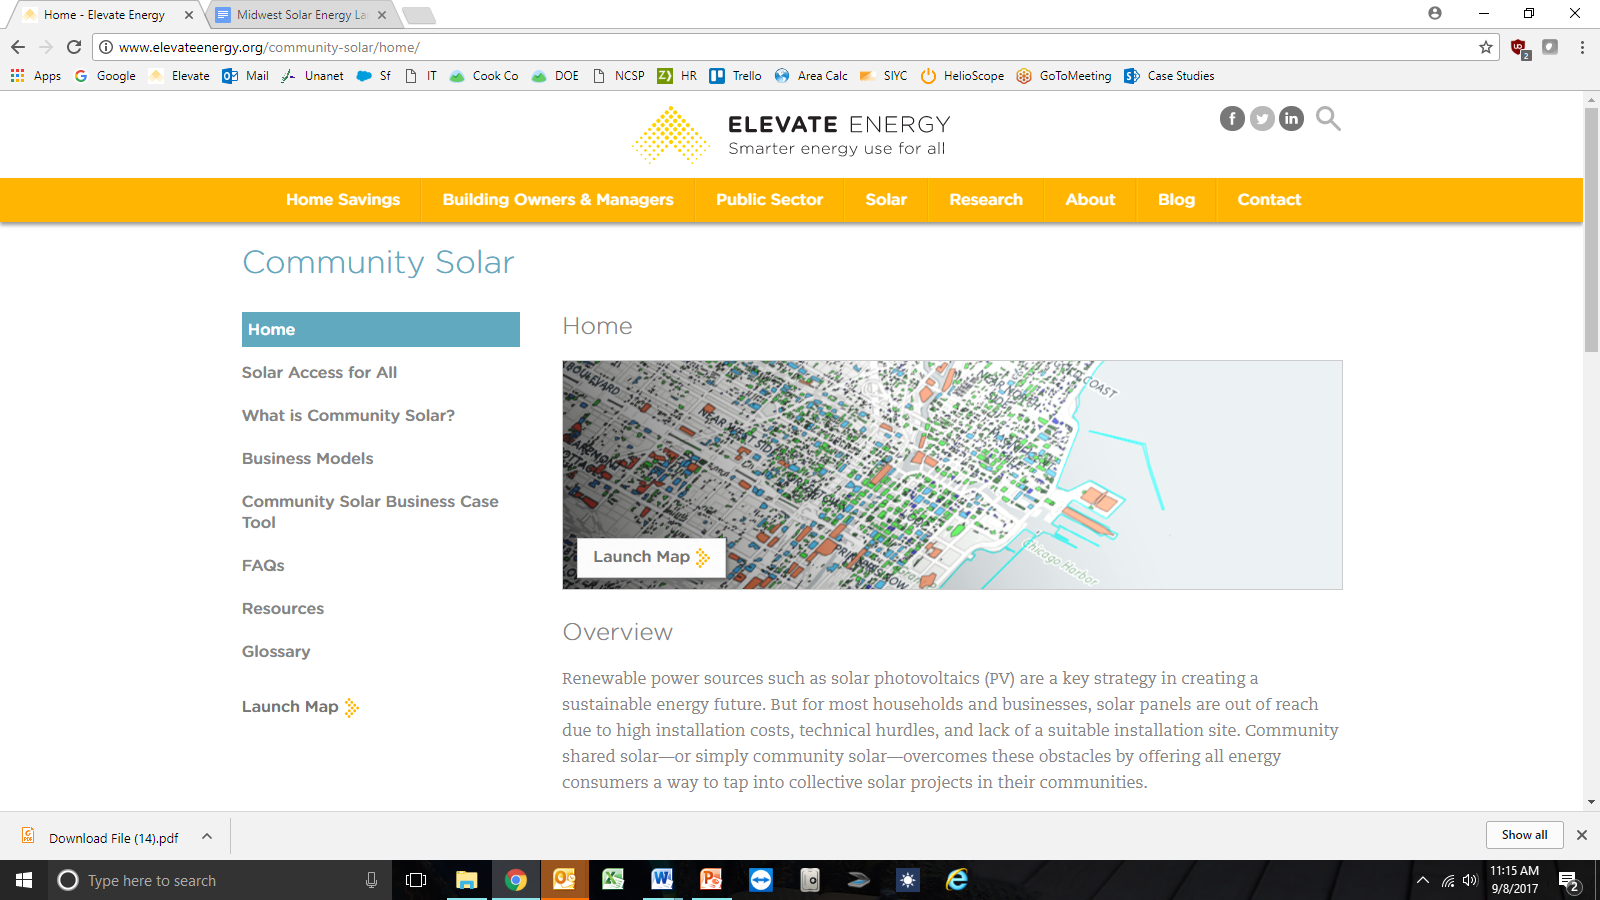 Home - Elevate Energy
Midwest Solar Energy La
www.elevateenergy.org/community-solar/home/
Apps Google Elevate Mail Unanet Sf IT Cook Co DOE NCSP HR Trello Area Calc SIYC HelioScope GoToMeeting Case Studies
ELEVATE ENERGY
Smarter energy use for all
Home Savings Building Owners & Managers Public Sector Solar Research About Blog Contact
Community Solar
Home
Solar Access for All
What is Community Solar?
Business Models
Community Solar Business Case
Tool
FAQs
Resources
Glossary
Launch Map
Home
NEAR WEST SIDE
COAST
Chicago Harbor
Launch Map
Overview
Renewable power sources such as solar photovoltaics (PV) are a key strategy in creating a
sustainable energy future. But for most households and businesses, solar panels are out of reach
due to high installation costs, technical hurdles, and lack of a suitable installation site. Community
shared solar—or simply community solar—overcomes these obstacles by offering all energy
consumers a way to tap into collective solar projects in their communities.
Download File (14).pdf
Show all
Type here to search
11:15 AM
9/8/2017
2